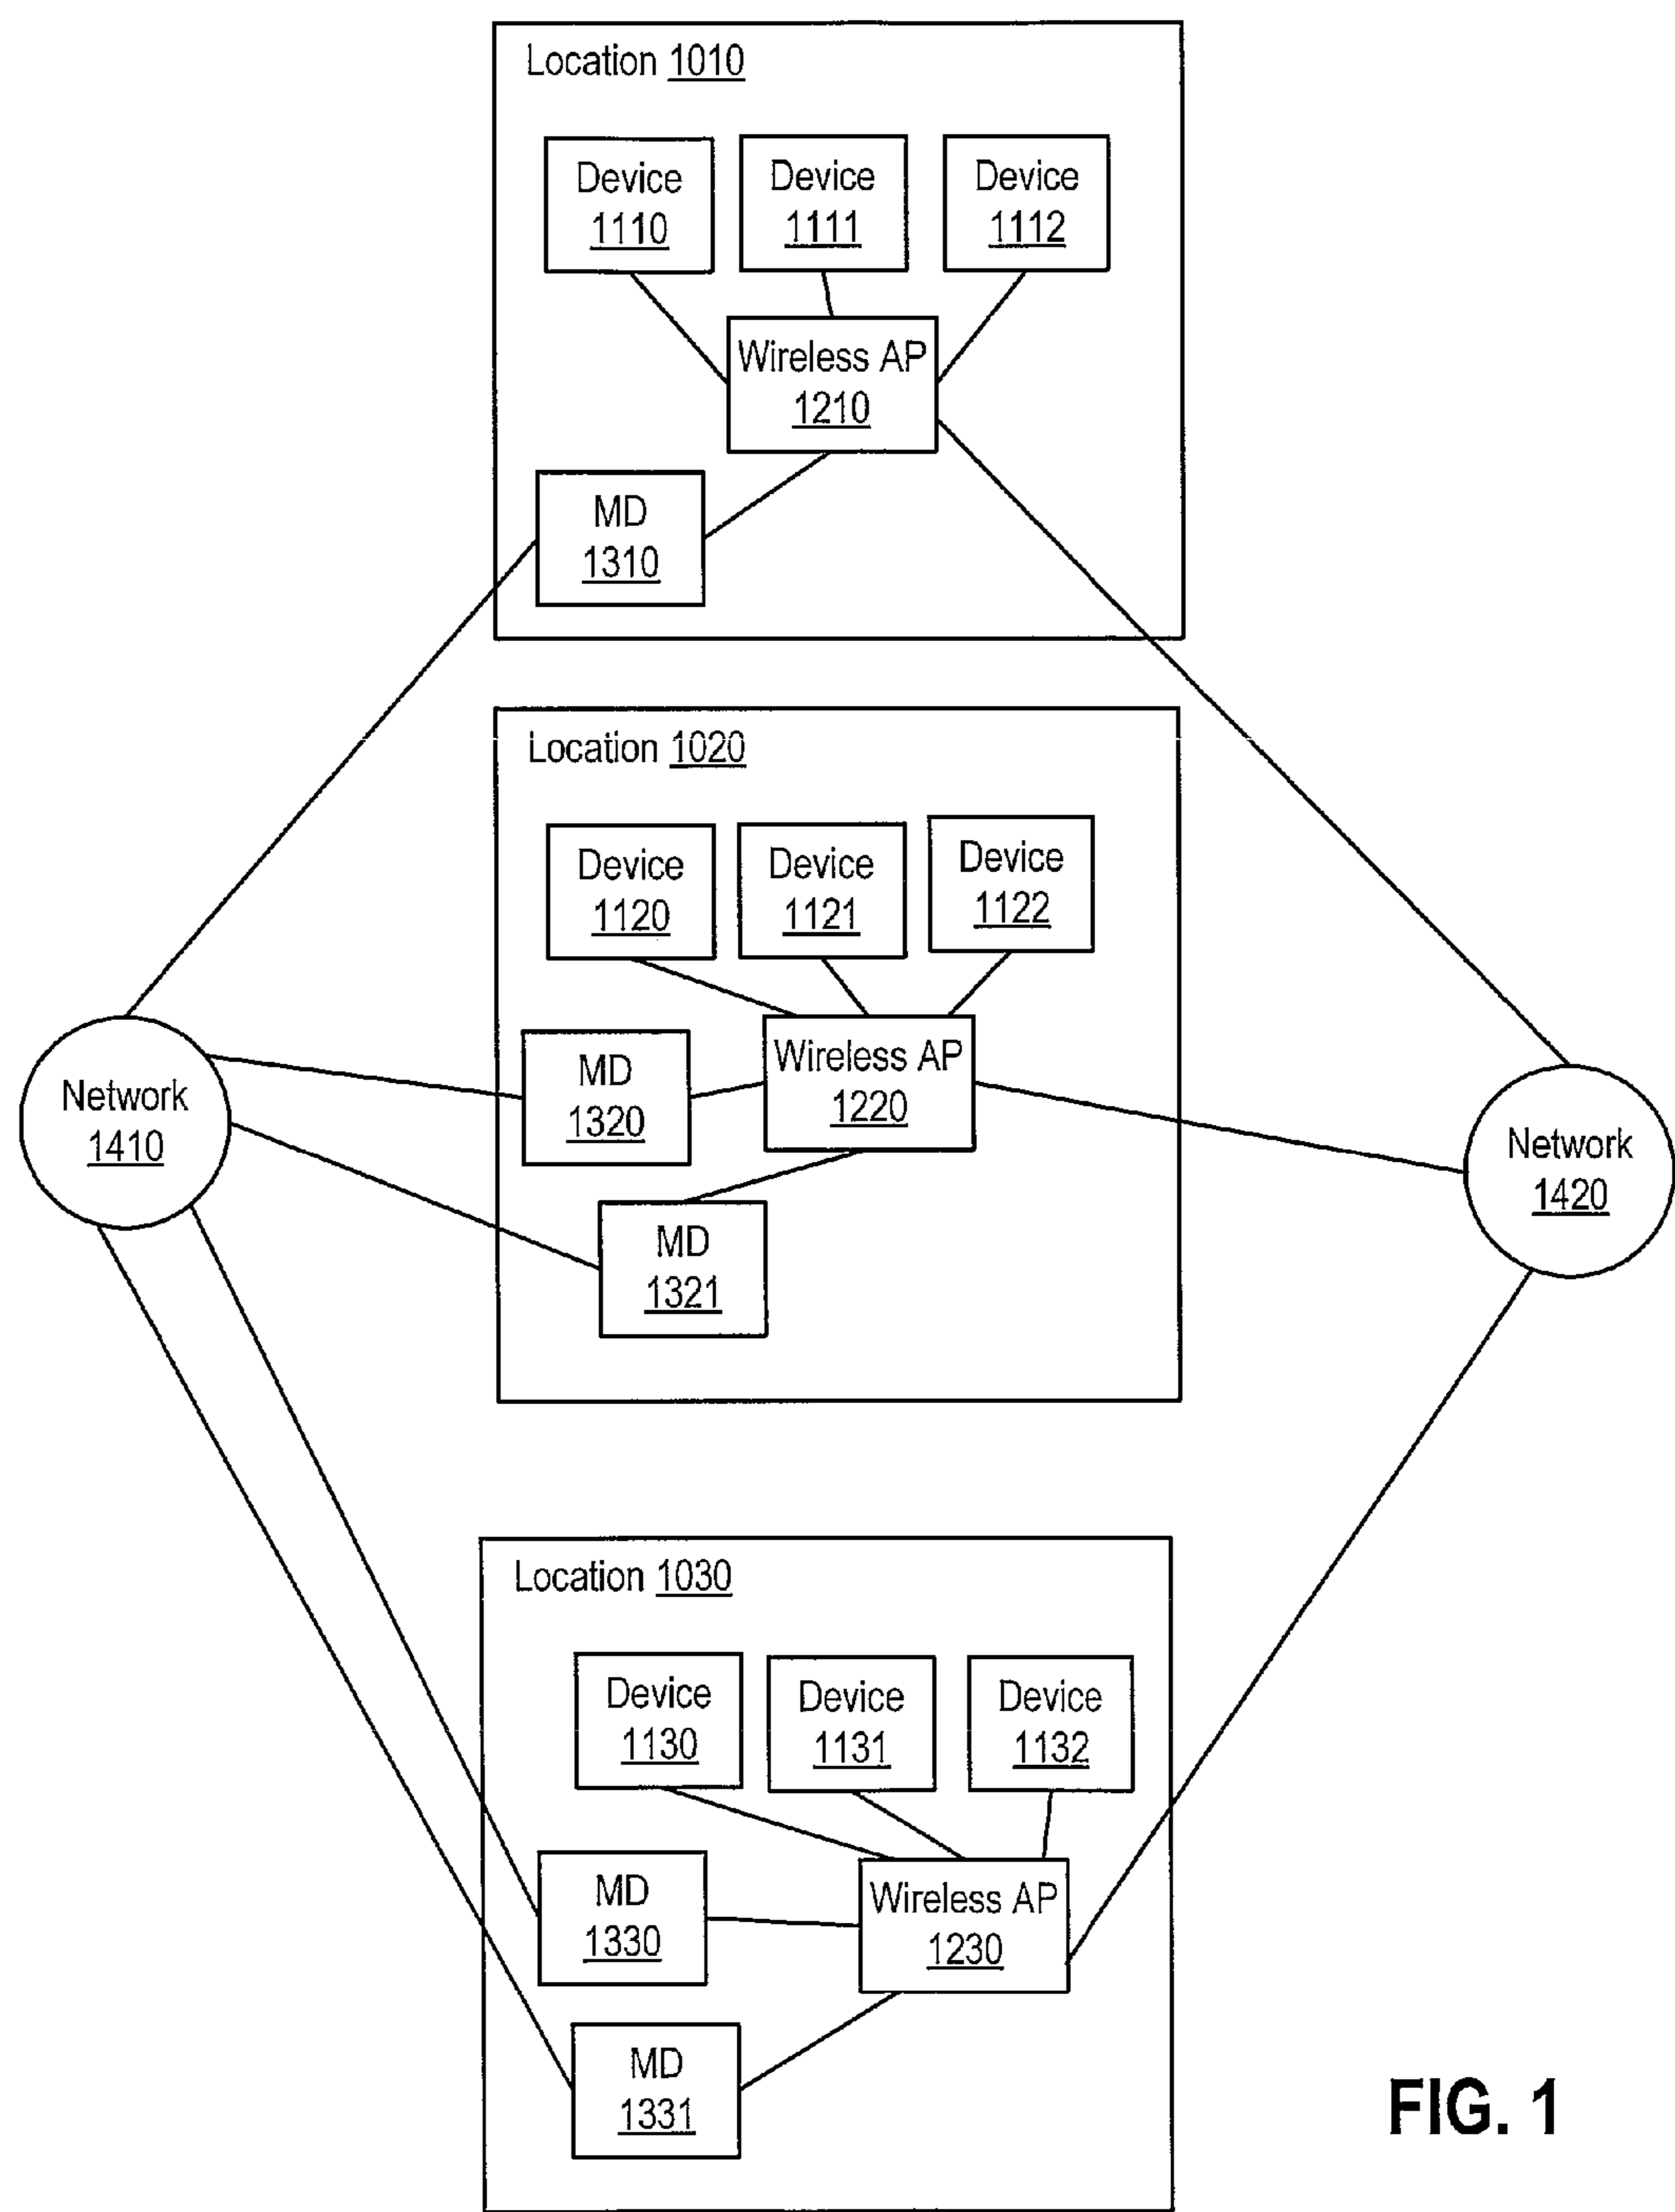 Location 1010
Device
1110
Device
1111
Device
1112
Wireless AP
1210
MD
1310
Location 1020
Device
1120
Device
1121
Device
1122
Wireless AP
1220
MD
1320
MD
1321
Network
1410
Network
1420
Location 1030
Device
1130
Device
1131
Device
1132
Wireless AP
1230
MD
1330
MD
1331
FIG. 1